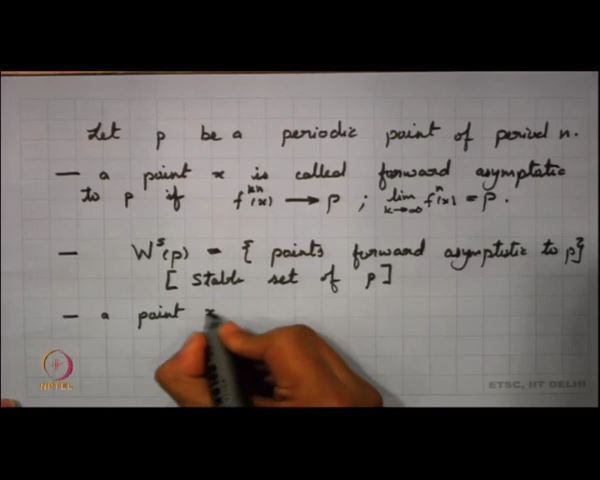 Let p be a periodic point of period n.
— a point x is called forward asymptotic
to p if f^{kn}(x) → p ; lim_{k→∞} f^{n}(x) = p.
— W^s(p) = { points forward asymptotic to p }
[ Stable set of p ]
— a point x
NPTEL
ETSC, IIT DELHI